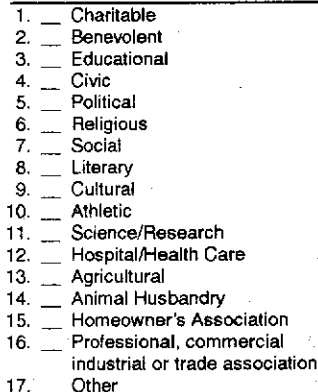 1. __ Charitable
2. __ Benevolent
3. __ Educational
4. __ Civic
5. __ Political
6. __ Religious
7. __ Social
8. __ Literary
9. __ Cultural
10. __ Athletic
11. __ Science/Research
12. __ Hospital/Health Care
13. __ Agricultural
14. __ Animal Husbandry
15. __ Homeowner's Association
16. __ Professional, commercial
industrial or trade association
17. Other